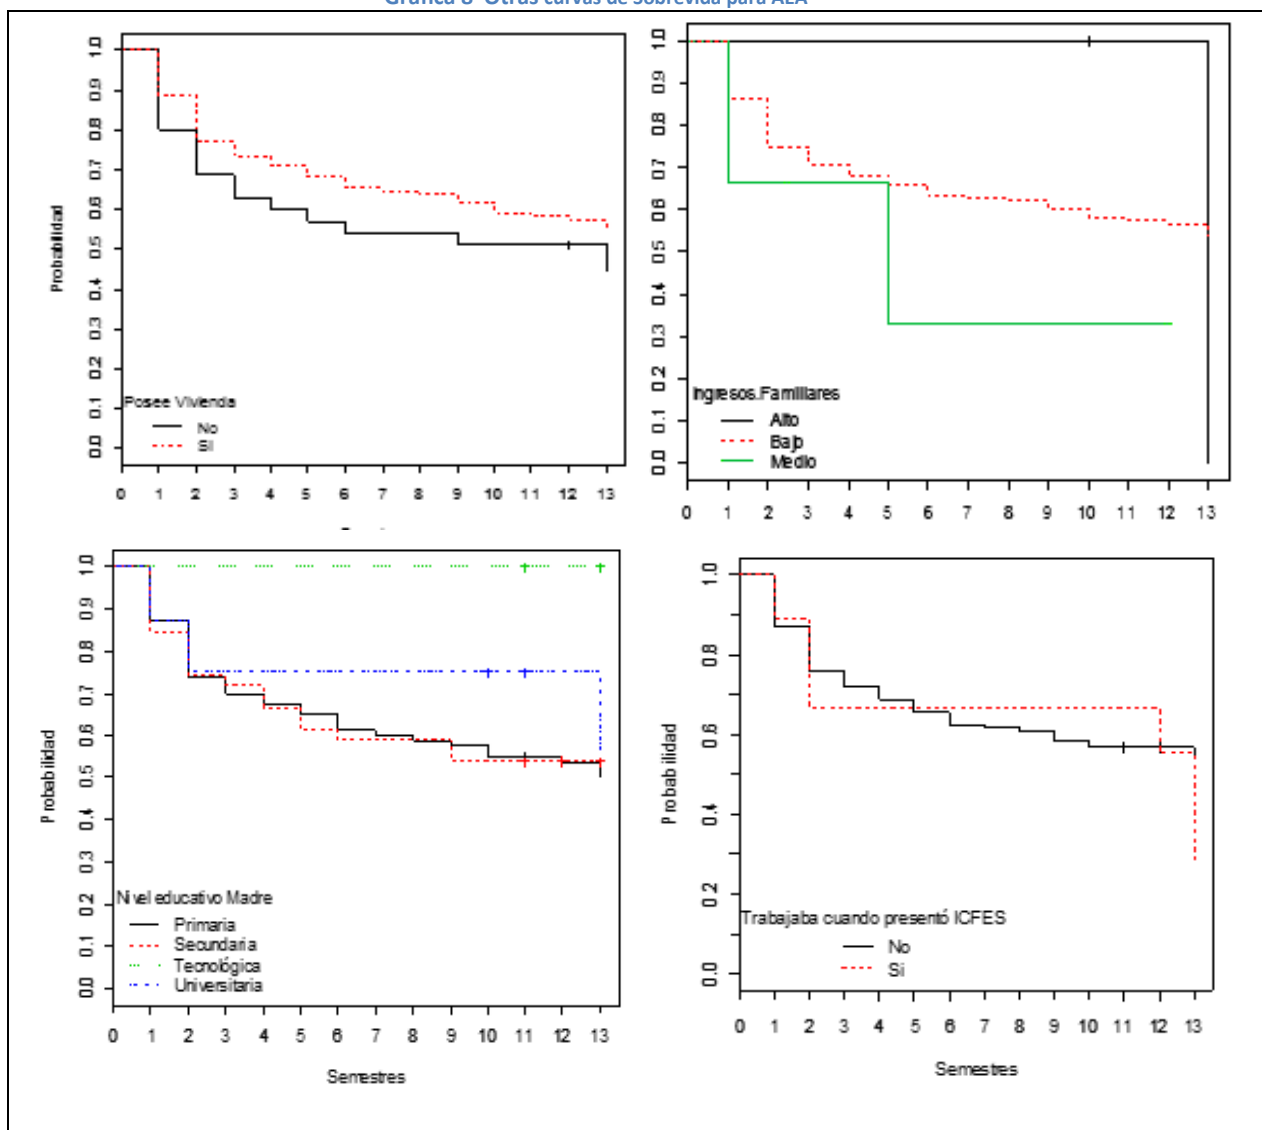 Gráfica 8 Otras curvas de Sobrevida para AEA
Probabilidad
1.0
0.9
0.8
0.7
0.6
0.5
0.4
0.3
0.2
0.1
0.0
Posee Vivienda
No
Si
0 1 2 3 4 5 6 7 8 9 10 11 12 13
1.0
0.9
0.8
0.7
0.6
0.5
0.4
0.3
0.2
0.1
0.0
Ingresos.Familiares
Alto
Bajo
Medio
0 1 2 3 4 5 6 7 8 9 10 11 12 13
Probabilidad
1.0
0.9
0.8
0.7
0.6
0.5
0.4
0.3
0.2
0.1
0.0
Nivel educativo Madre
Primaria
Secundaria
Tecnológica
Universitaria
0 1 2 3 4 5 6 7 8 9 10 11 12 13
Semestres
Probabilidad
1.0
0.8
0.6
0.4
0.2
0.0
Trabajaba cuando presentó ICFES
No
Si
0 1 2 3 4 5 6 7 8 9 10 11 12 13
Semestres